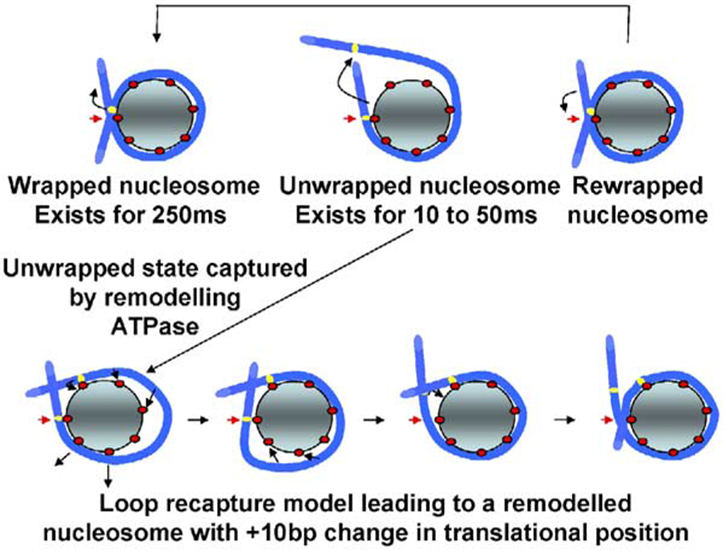 Wrapped nucleosome
Exists for 250ms
Unwrapped nucleosome
Exists for 10 to 50ms
Rewrapped
nucleosome
Unwrapped state captured
by remodelling
ATPase
Loop recapture model leading to a remodelled
nucleosome with +10bp change in translational position